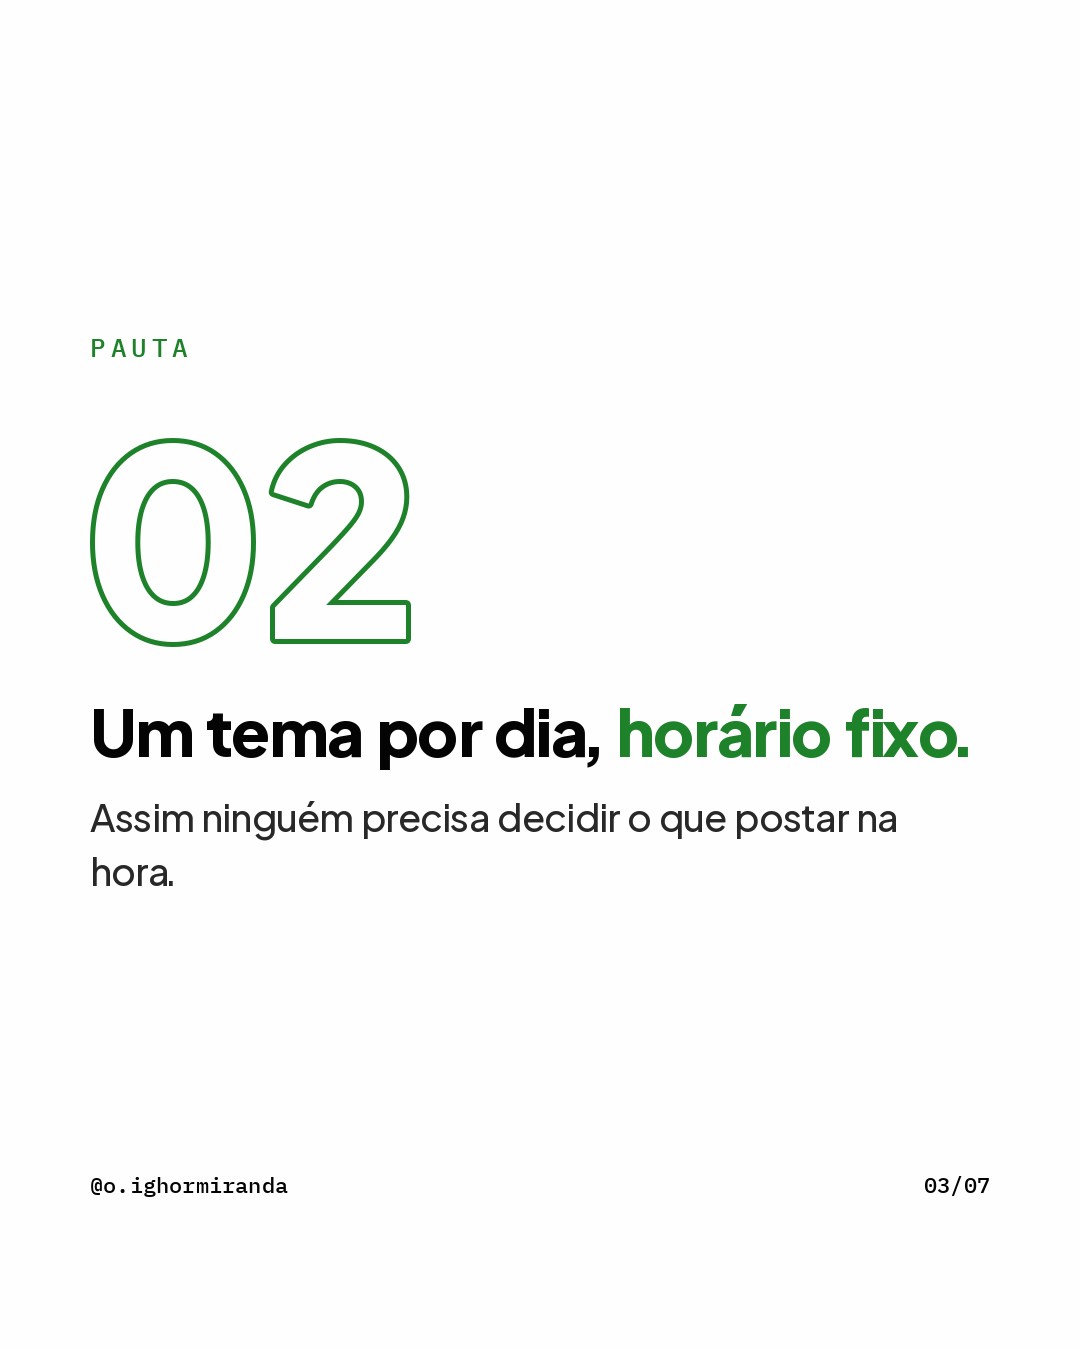 PAUTA
02
Um tema por dia, horário fixo.
Assim ninguém precisa decidir o que postar na
hora.
@o.ighormiranda
03/07